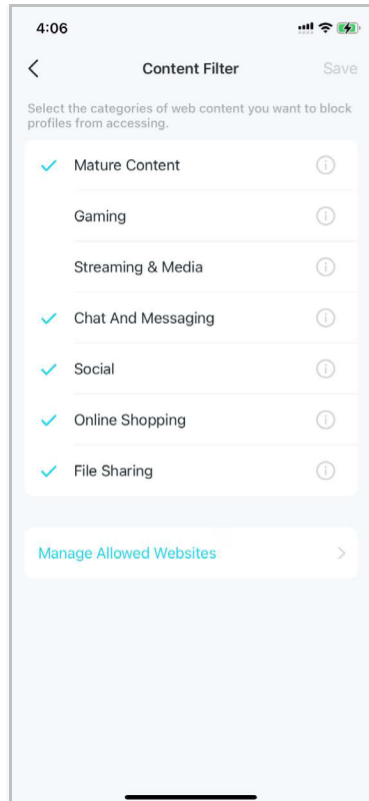 4:06
Content Filter
Save
Select the categories of web content you want to block
profiles from accessing.
Mature Content
Gaming
Streaming & Media
Chat And Messaging
Social
Online Shopping
File Sharing
Manage Allowed Websites